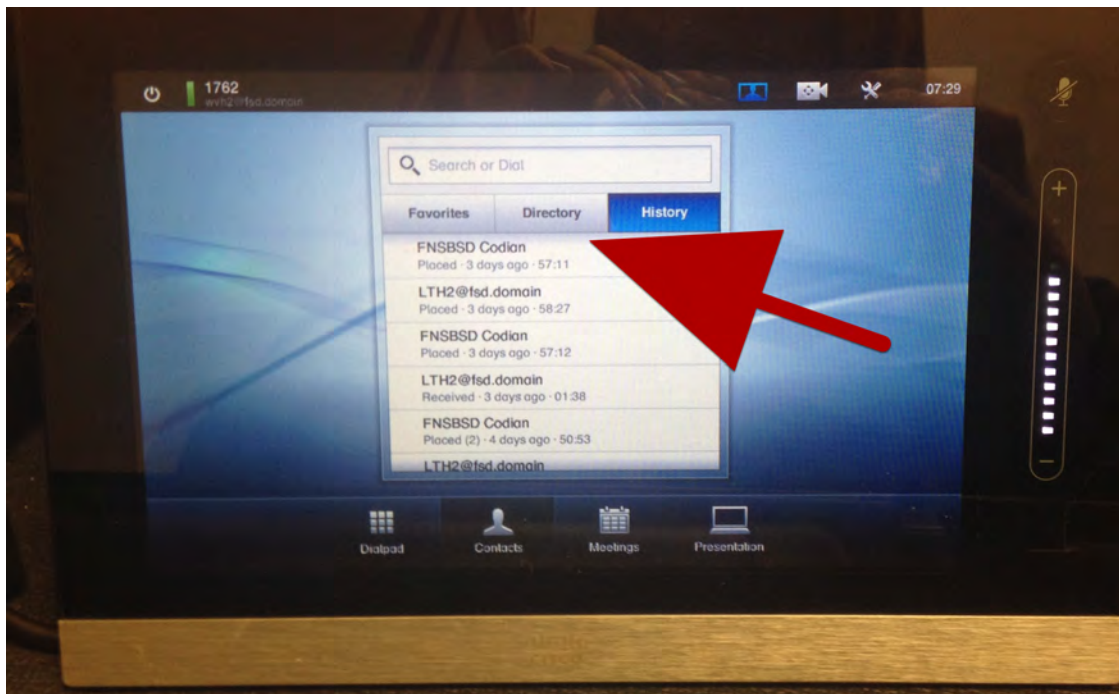 1762
wvh2@fsd.domain
07:29
Search or Dial
Favorites Directory History
FNSBSD Codian
Placed · 3 days ago · 57:11
LTH2@fsd.domain
Placed · 3 days ago · 58:27
FNSBSD Codian
Placed · 3 days ago · 57:12
LTH2@fsd.domain
Received · 3 days ago · 01:38
FNSBSD Codian
Placed (2) · 4 days ago · 50:53
LTH2@fsd.domain
Dialpad Contacts Meetings Presentation
+
−